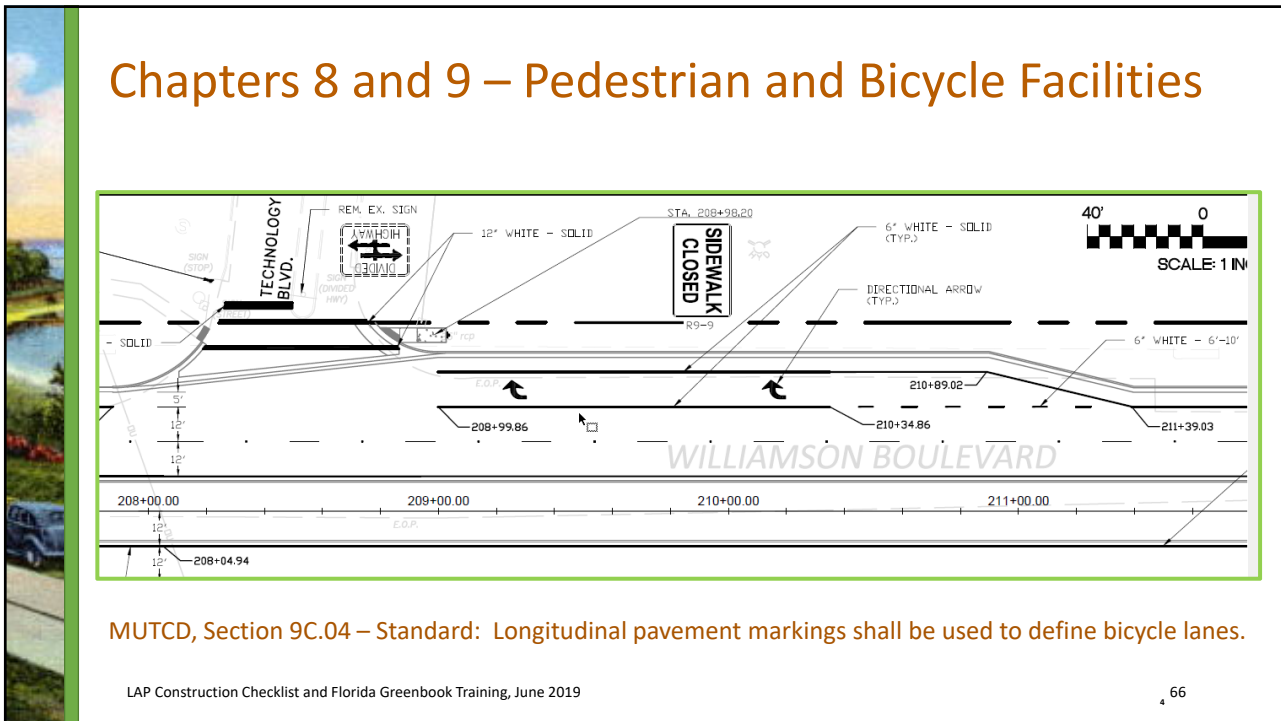 Chapters 8 and 9 – Pedestrian and Bicycle Facilities
REM. EX. SIGN
TECHNOLOGY
BLVD.
DIVIDED
HIGHWAY
SIGN
(STOP)
SIGN
(DIVIDED
HWY)
12" WHITE - SOLID
STA. 208+98.20
SIDEWALK
CLOSED
R9-9
6" WHITE - SOLID
(TYP.)
40' 0
SCALE: 1 IN
DIRECTIONAL ARROW
(TYP.)
- SOLID
rcp
6" WHITE - 6'-10'
E.O.P.
210+89.02
5'
12'
208+99.86
210+34.86
211+39.03
12'
WILLIAMSON BOULEVARD
208+00.00 209+00.00 210+00.00 211+00.00
12'
E.O.P.
12'
208+04.94
MUTCD, Section 9C.04 – Standard: Longitudinal pavement markings shall be used to define bicycle lanes.
LAP Construction Checklist and Florida Greenbook Training, June 2019
4 66